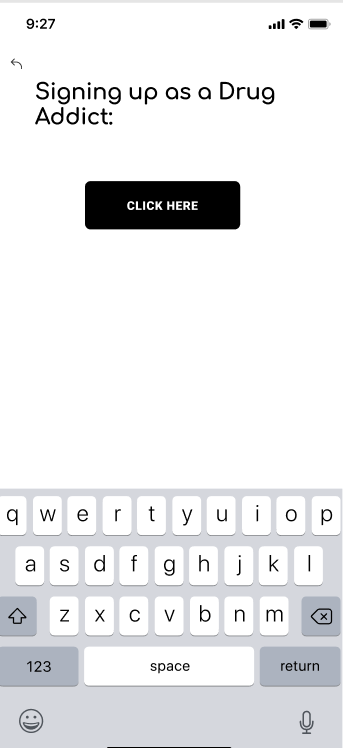 9:27
Signing up as a Drug
Addict:
CLICK HERE
q w e r t y u i o p
a s d f g h j k l
z x c v b n m
123 space return